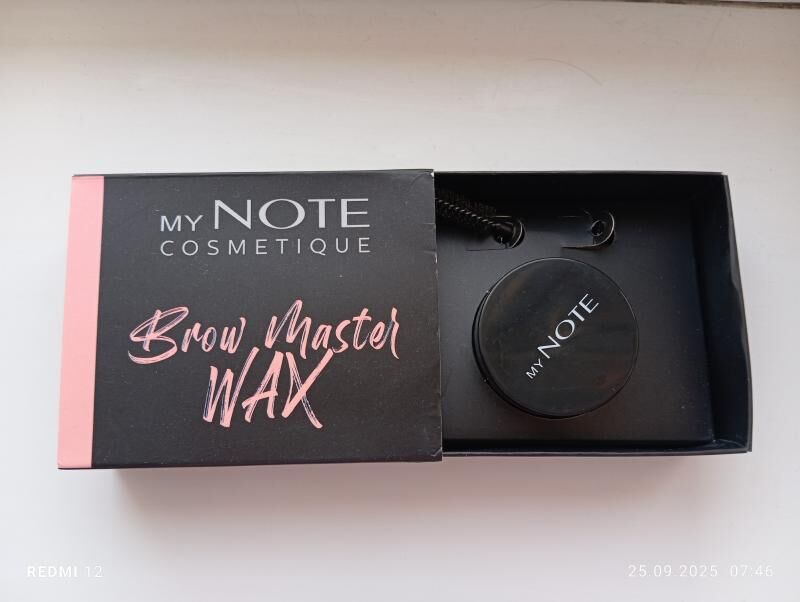 MY NOTE
COSMETIQUE
Brow Master
WAX
MY NOTE
REDMI 12
25.09.2025 07:46